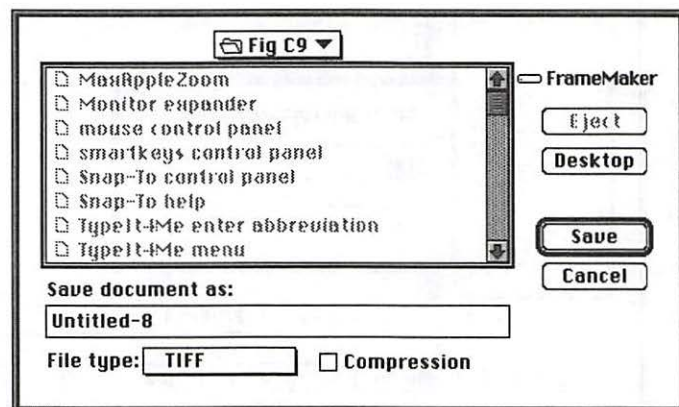 Fig C9
MaxAppleZoom
Monitor expander
mouse control panel
smartkeys control panel
Snap-To control panel
Snap-To help
TypeIt4Me enter abbreviation
TypeIt4Me menu
FrameMaker
Eject
Desktop
Save
Cancel
Save document as:
Untitled-8
File type: TIFF
Compression